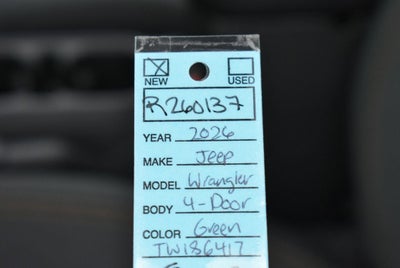 NEW USED
R260137
YEAR 2026
MAKE Jeep
MODEL Wrangler
BODY 4-Door
COLOR Green
TW186417